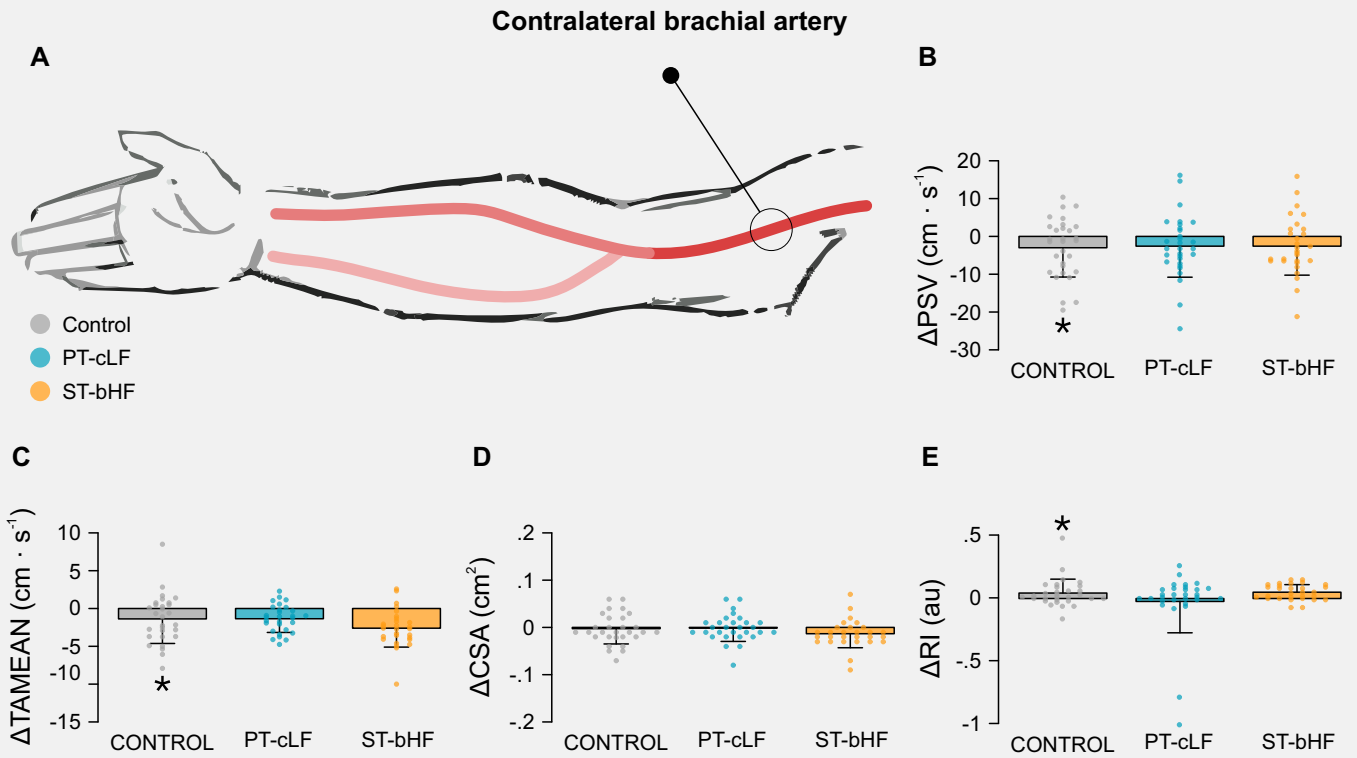 Contralateral brachial artery
A
Control
PT-cLF
ST-bHF
B
ΔPSV (cm · s⁻¹)
20
10
0
-10
-20
-30
*
CONTROL
PT-cLF
ST-bHF
C
ΔTAMEAN (cm · s⁻¹)
10
5
0
-5
-10
-15
*
CONTROL
PT-cLF
ST-bHF
D
ΔCSA (cm²)
.2
.1
0
-.1
-.2
CONTROL
PT-cLF
ST-bHF
E
ΔRI (au)
.5
0
-.5
-1
*
CONTROL
PT-cLF
ST-bHF